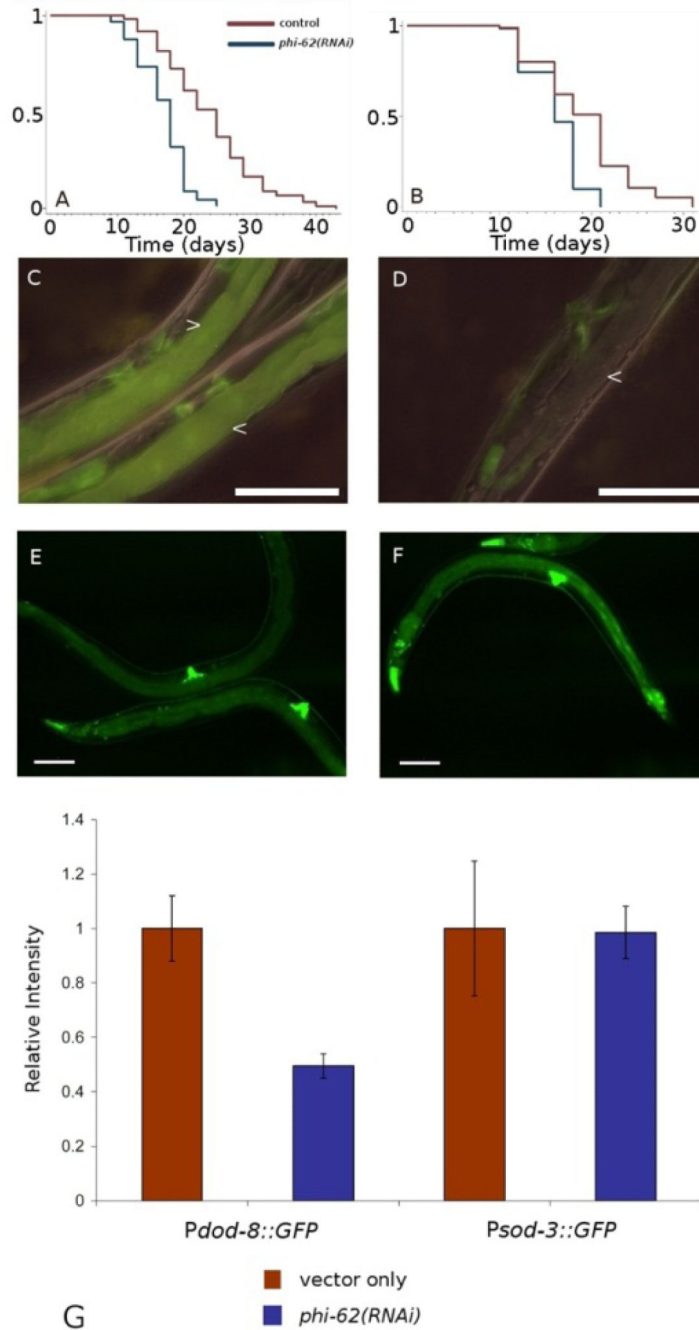 1
control
phi-62(RNAi)
0.5
A
0
0 10 20 30 40
Time (days)
1
0.5
B
0
0 10 20 30
Time (days)
C
>
<
D
<
E
F
1.4
1.2
1
0.8
0.6
0.4
0.2
0
Relative Intensity
Pdod-8::GFP Psod-3::GFP
vector only
phi-62(RNAi)
G